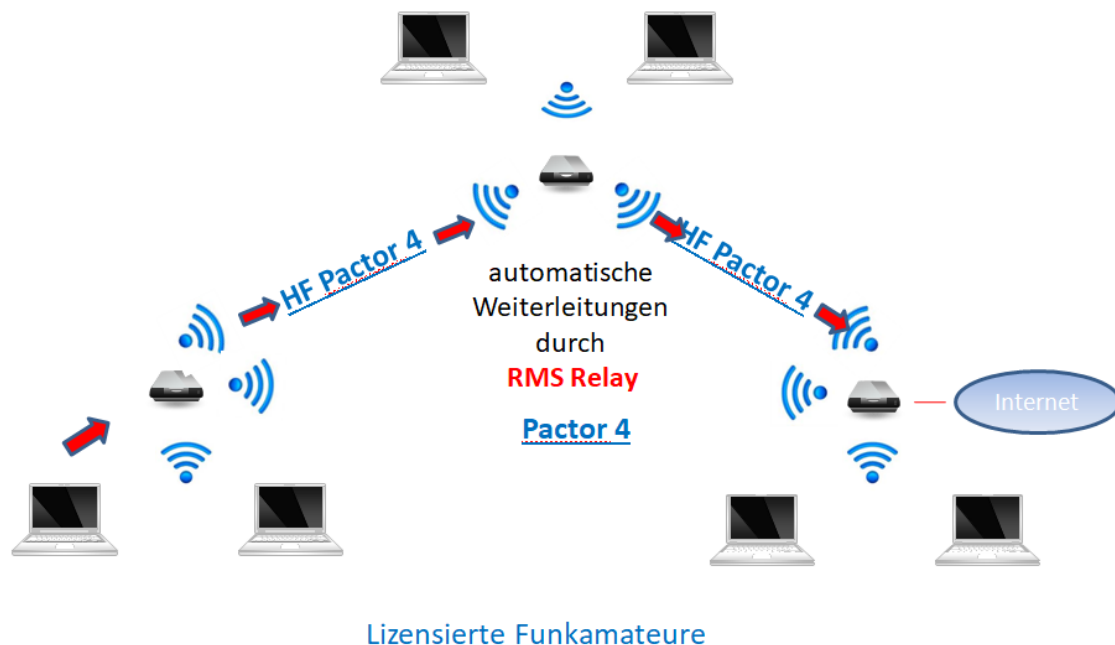 HF Pactor 4
HF Pactor 4
automatische
Weiterleitungen
durch
RMS Relay
Pactor 4
Internet
Lizensierte Funkamateure